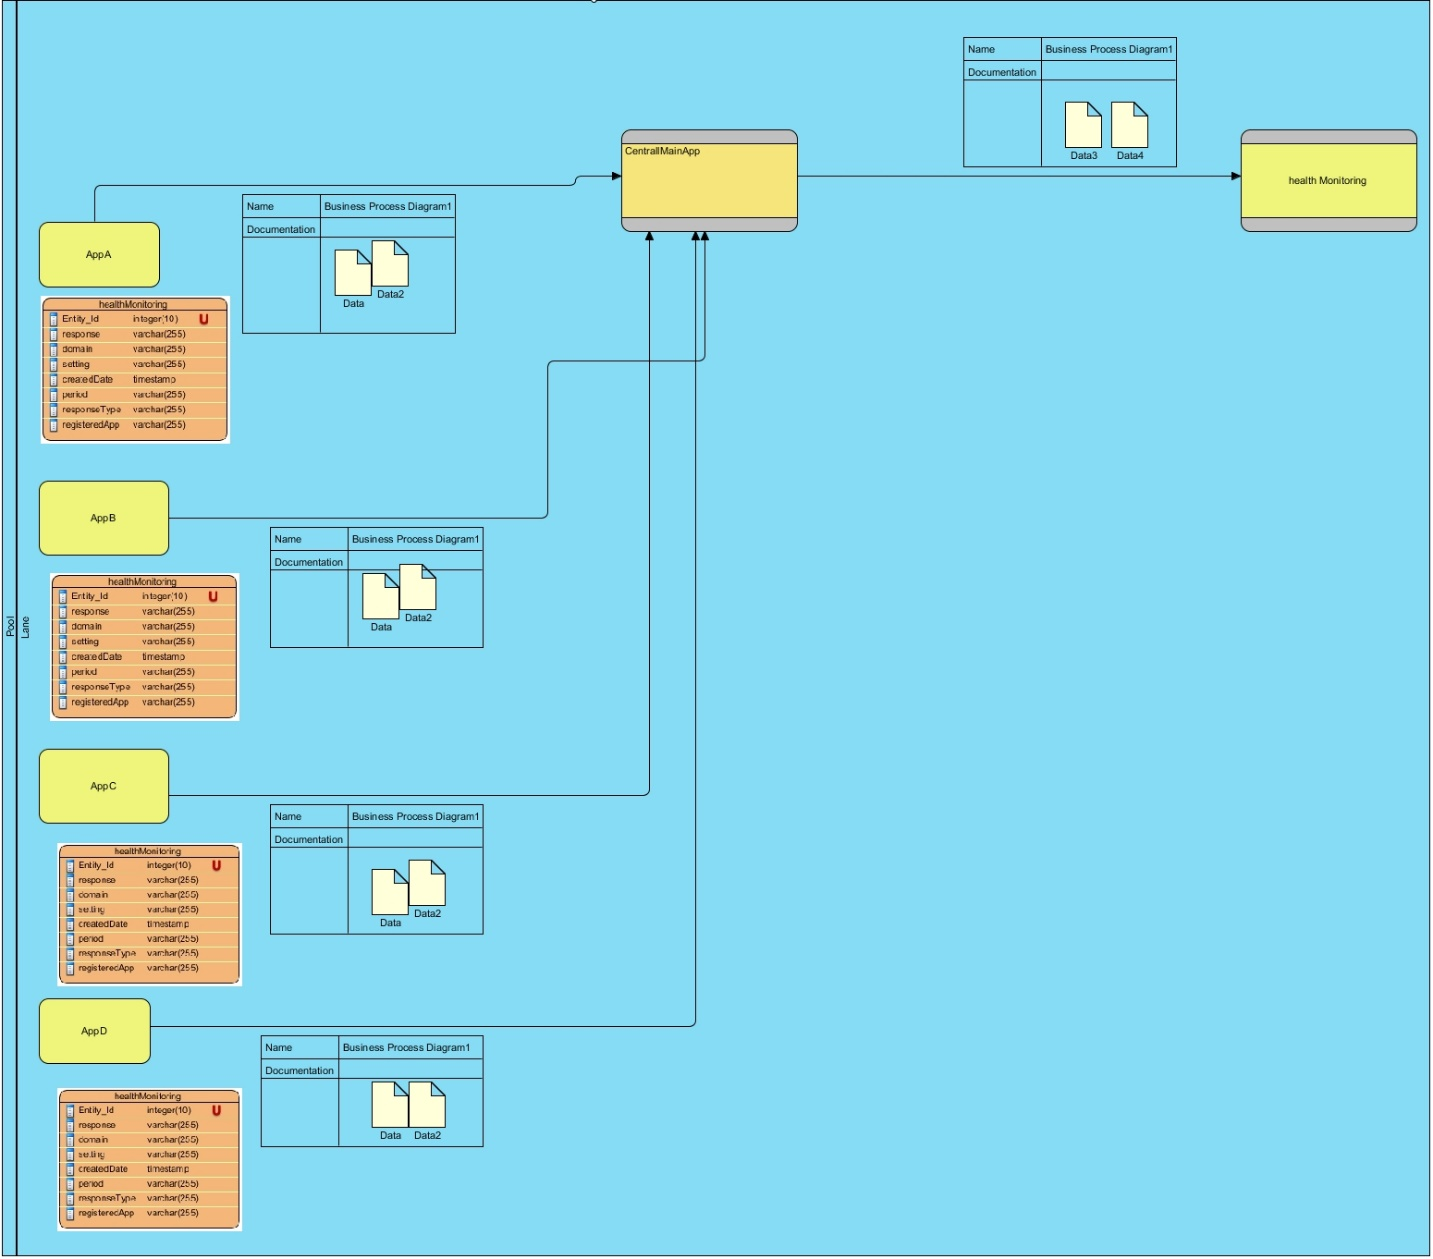 Name Business Process Diagram1
Documentation
Data3 Data4
CentrallMainApp
health Monitoring
AppA
Name Business Process Diagram1
Documentation
Data Data2
healthMonitoring
Entity_Id integer(10) U
response varchar(255)
domain varchar(255)
setting varchar(255)
createdDate timestamp
period varchar(255)
responseType varchar(255)
registeredApp varchar(255)
AppB
Name Business Process Diagram1
Documentation
Data Data2
healthMonitoring
Entity_Id integer(10) U
response varchar(255)
domain varchar(255)
setting varchar(255)
createdDate timestamp
period varchar(255)
responseType varchar(255)
registeredApp varchar(255)
Pool
Lane
AppC
Name Business Process Diagram1
Documentation
Data Data2
healthMonitoring
Entity_Id integer(10) U
response varchar(255)
domain varchar(255)
setting varchar(255)
createdDate timestamp
period varchar(255)
responseType varchar(255)
registeredApp varchar(255)
AppD
Name Business Process Diagram1
Documentation
Data Data2
healthMonitoring
Entity_Id integer(10) U
response varchar(255)
domain varchar(255)
setting varchar(255)
createdDate timestamp
period varchar(255)
responseType varchar(255)
registeredApp varchar(255)